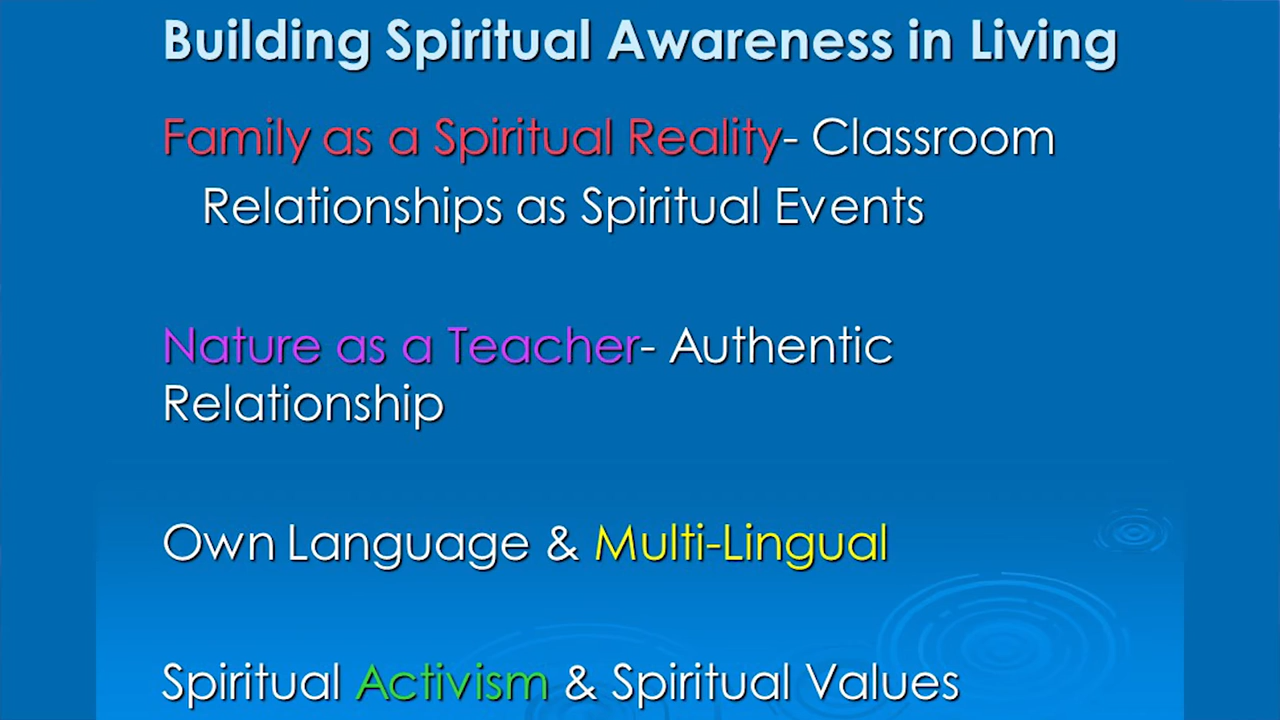 Building Spiritual Awareness in Living
Family as a Spiritual Reality- Classroom
Relationships as Spiritual Events
Nature as a Teacher- Authentic
Relationship
Own Language & Multi-Lingual
Spiritual Activism & Spiritual Values